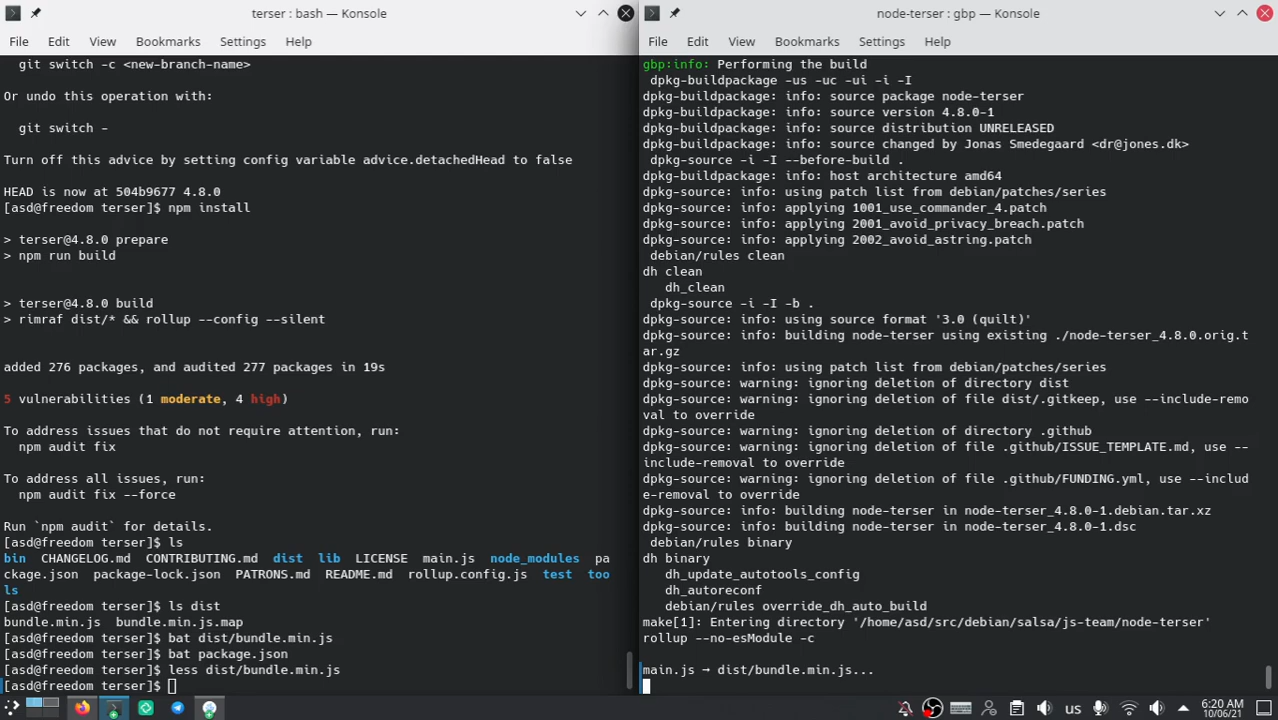 terser : bash — Konsole
File Edit View Bookmarks Settings Help
git switch -c <new-branch-name>
Or undo this operation with:
git switch -
Turn off this advice by setting config variable advice.detachedHead to false
HEAD is now at 504b9677 4.8.0
[asd@freedom terser]$ npm install
> terser@4.8.0 prepare
> npm run build
> terser@4.8.0 build
> rimraf dist/* && rollup --config --silent
added 276 packages, and audited 277 packages in 19s
5 vulnerabilities (1 moderate, 4 high)
To address issues that do not require attention, run:
npm audit fix
To address all issues, run:
npm audit fix --force
Run `npm audit` for details.
[asd@freedom terser]$ ls
bin CHANGELOG.md CONTRIBUTING.md dist lib LICENSE main.js node_modules pa
ckage.json package-lock.json PATRONS.md README.md rollup.config.js test too
ls
[asd@freedom terser]$ ls dist
bundle.min.js bundle.min.js.map
[asd@freedom terser]$ bat dist/bundle.min.js
[asd@freedom terser]$ bat package.json
[asd@freedom terser]$ less dist/bundle.min.js
[asd@freedom terser]$
node-terser : gbp — Konsole
File Edit View Bookmarks Settings Help
gbp:info: Performing the build
dpkg-buildpackage -us -uc -ui -i -I
dpkg-buildpackage: info: source package node-terser
dpkg-buildpackage: info: source version 4.8.0-1
dpkg-buildpackage: info: source distribution UNRELEASED
dpkg-buildpackage: info: source changed by Jonas Smedegaard <dr@jones.dk>
dpkg-source -i -I --before-build .
dpkg-buildpackage: info: host architecture amd64
dpkg-source: info: using patch list from debian/patches/series
dpkg-source: info: applying 1001_use_commander_4.patch
dpkg-source: info: applying 2001_avoid_privacy_breach.patch
dpkg-source: info: applying 2002_avoid_astring.patch
debian/rules clean
dh clean
dh_clean
dpkg-source -i -I -b .
dpkg-source: info: using source format '3.0 (quilt)'
dpkg-source: info: building node-terser using existing ./node-terser_4.8.0.orig.t
ar.gz
dpkg-source: info: using patch list from debian/patches/series
dpkg-source: warning: ignoring deletion of directory dist
dpkg-source: warning: ignoring deletion of file dist/.gitkeep, use --include-remo
val to override
dpkg-source: warning: ignoring deletion of directory .github
dpkg-source: warning: ignoring deletion of file .github/ISSUE_TEMPLATE.md, use --
include-removal to override
dpkg-source: warning: ignoring deletion of file .github/FUNDING.yml, use --includ
e-removal to override
dpkg-source: info: building node-terser in node-terser_4.8.0-1.debian.tar.xz
dpkg-source: info: building node-terser in node-terser_4.8.0-1.dsc
debian/rules binary
dh binary
dh_update_autotools_config
dh_autoreconf
debian/rules override_dh_auto_build
make[1]: Entering directory '/home/asd/src/debian/salsa/js-team/node-terser'
rollup --no-esModule -c
main.js → dist/bundle.min.js...
us
6:20 AM
10/06/21